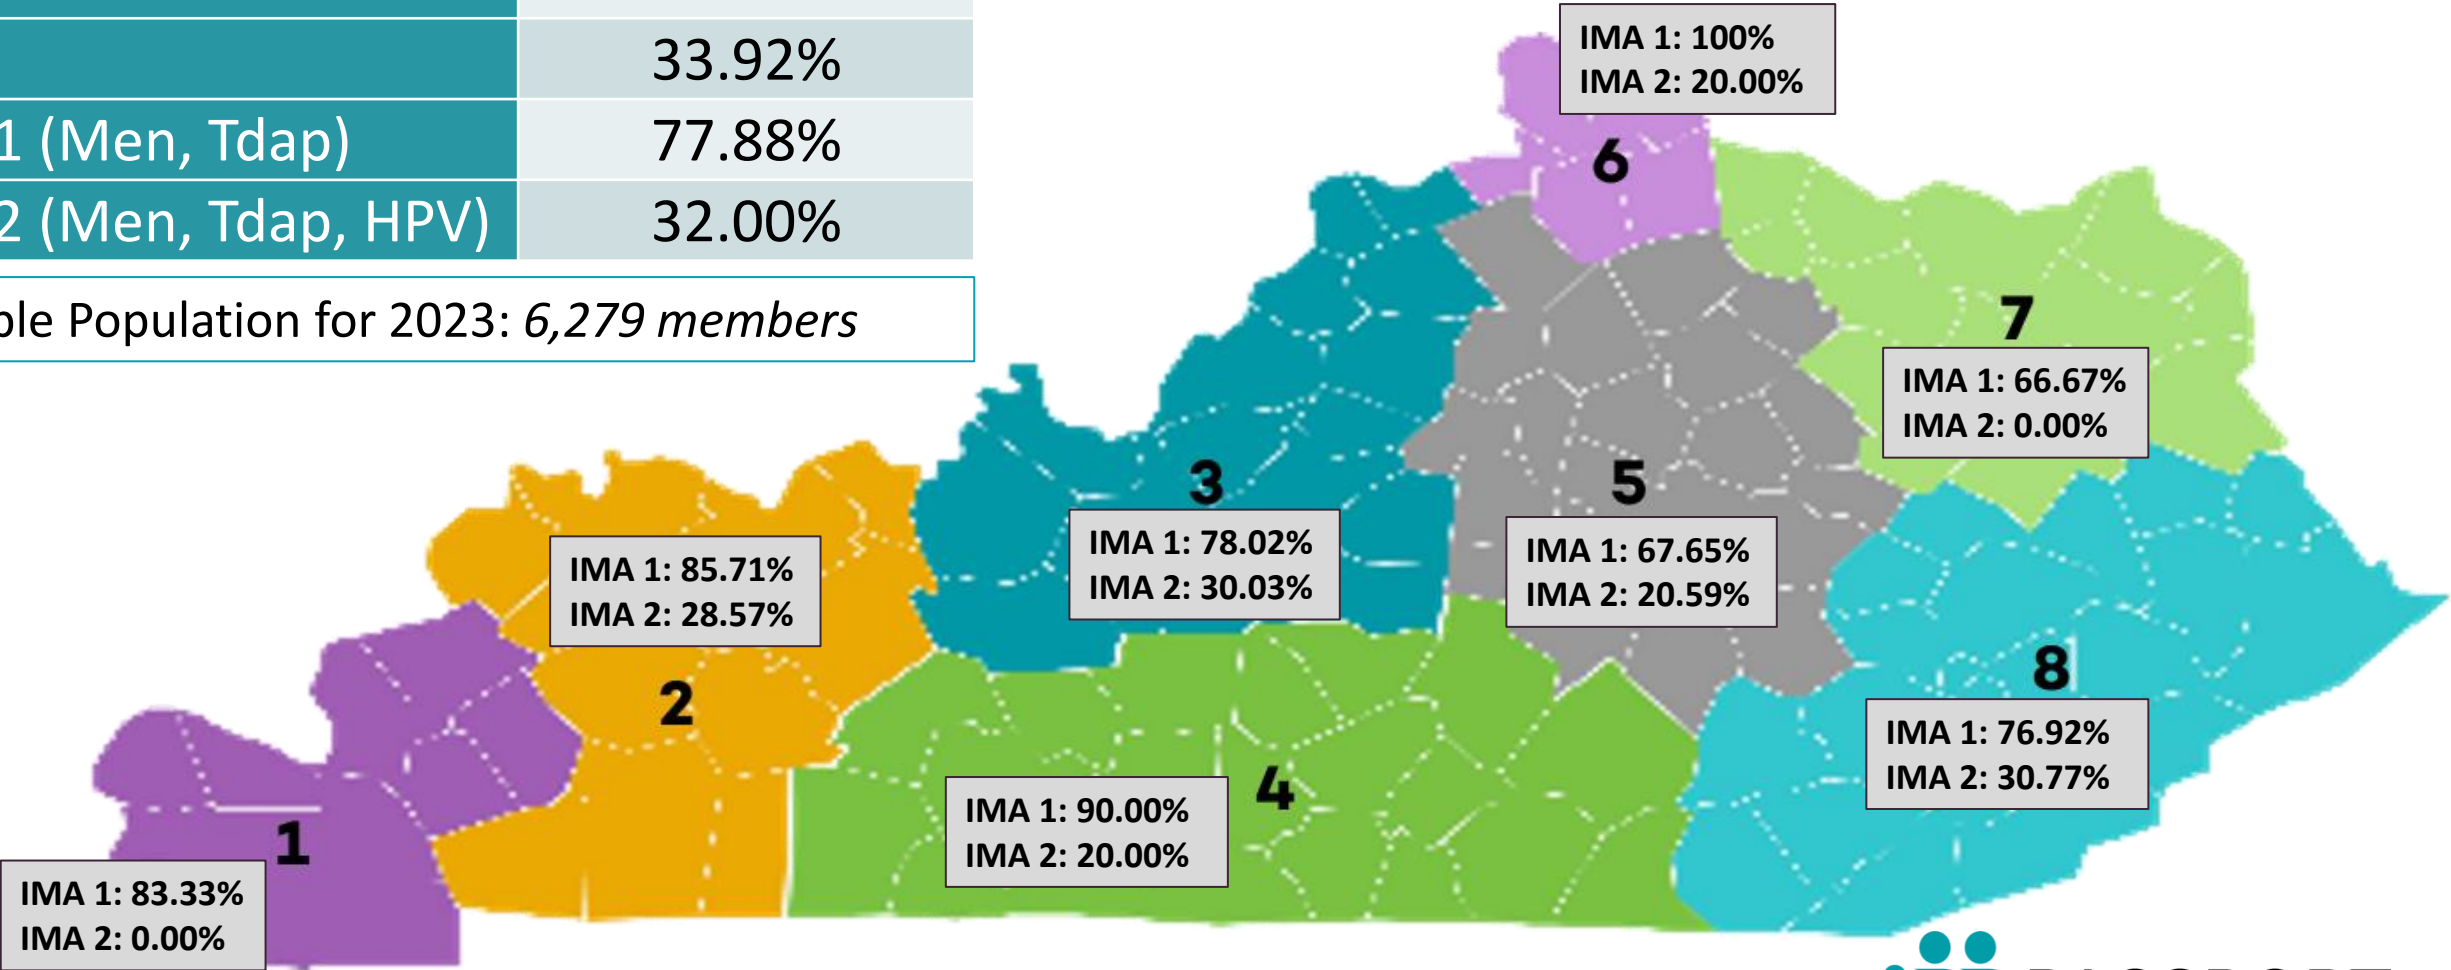 33.92%
1 (Men, Tdap) 77.88%
2 (Men, Tdap, HPV) 32.00%
Population for 2023: 6,279 members
IMA 1: 100%
IMA 2: 20.00%
6
7
IMA 1: 66.67%
IMA 2: 0.00%
3
IMA 1: 78.02%
IMA 2: 30.03%
5
IMA 1: 67.65%
IMA 2: 20.59%
IMA 1: 85.71%
IMA 2: 28.57%
2
8
IMA 1: 76.92%
IMA 2: 30.77%
4
IMA 1: 90.00%
IMA 2: 20.00%
1
IMA 1: 83.33%
IMA 2: 0.00%